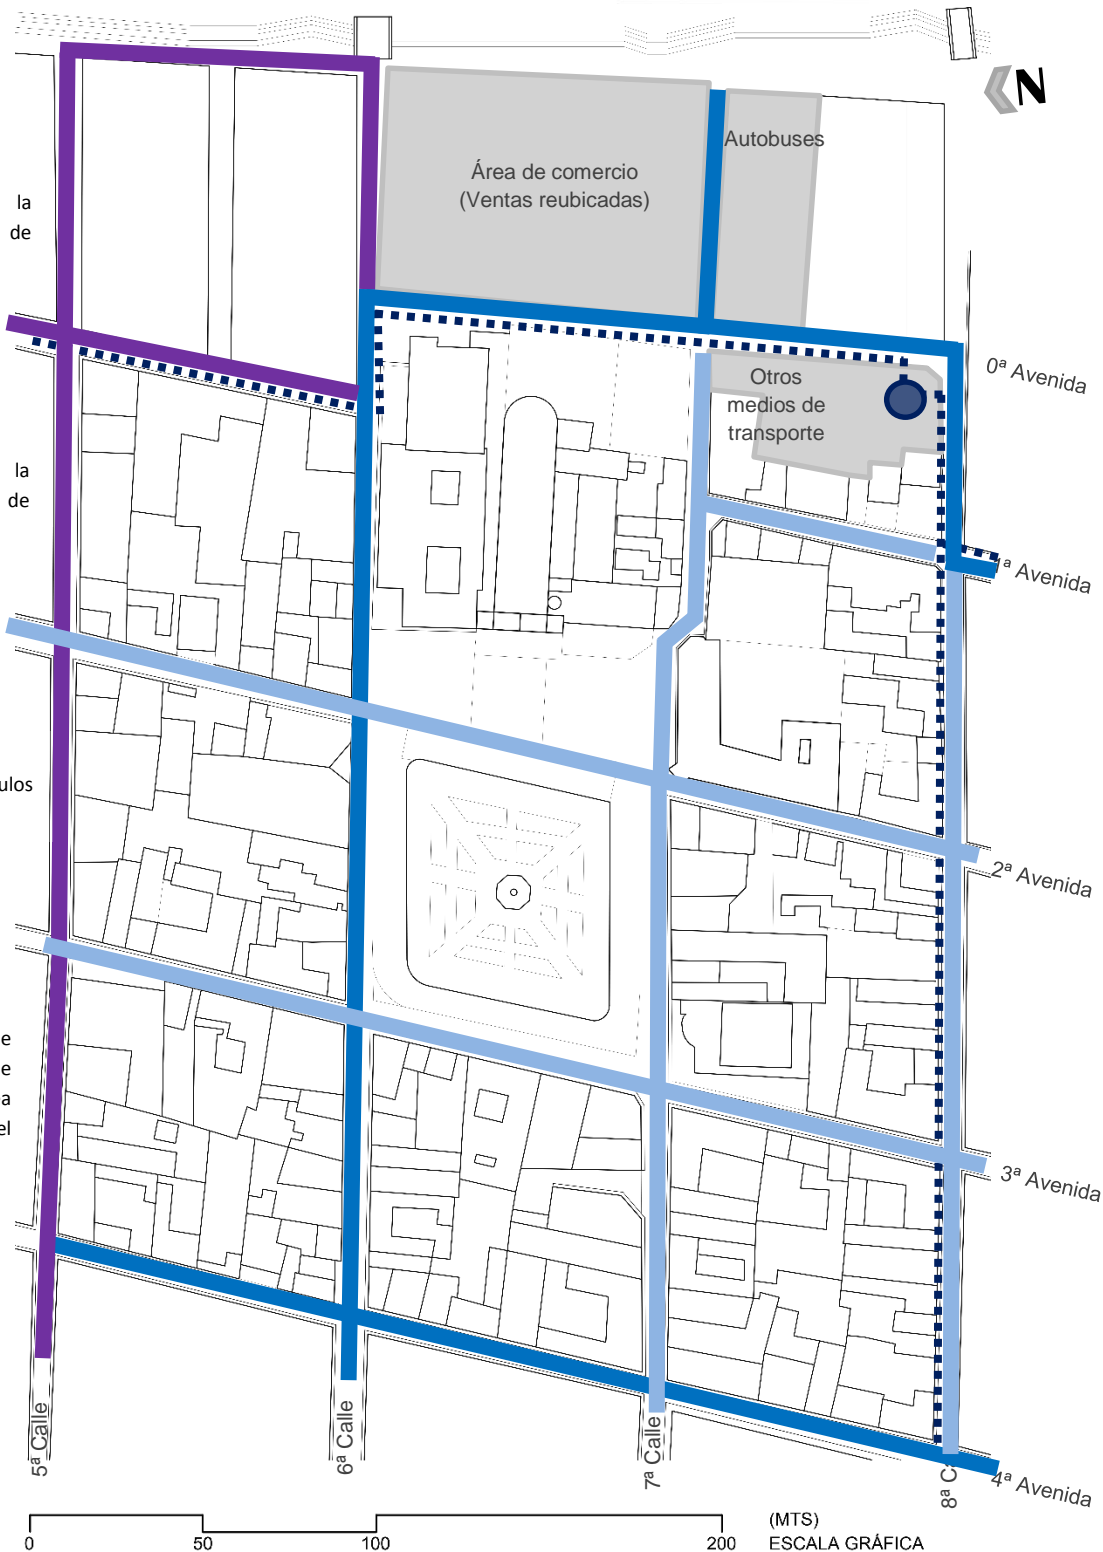 N
Autobuses
Área de comercio
(Ventas reubicadas)
la
de
0ª Avenida
Otros
medios de
transporte
la
de
1ª Avenida
ulos
2ª Avenida
e
e
a
el
3ª Avenida
5ª Calle
6ª Calle
7ª Calle
8ª C
4ª Avenida
(MTS)
0 50 100 200 ESCALA GRÁFICA